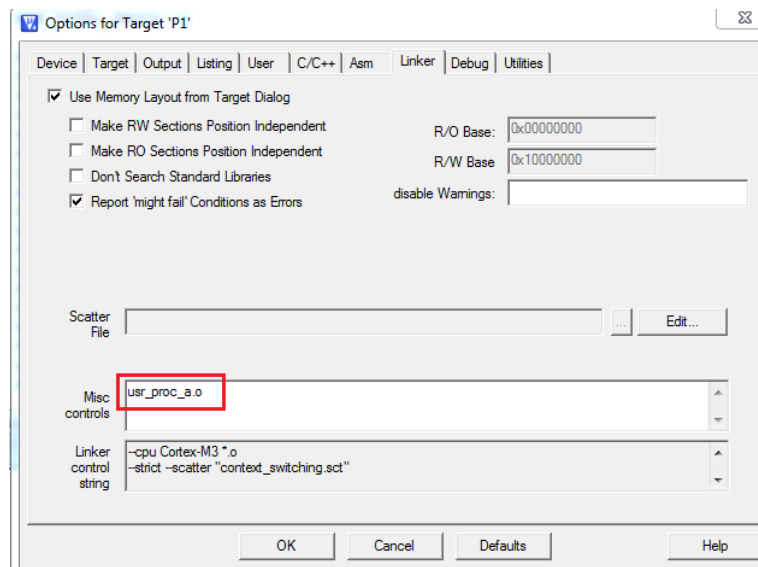 Options for Target 'P1'
Device Target Output Listing User C/C++ Asm Linker Debug Utilities
Use Memory Layout from Target Dialog
Make RW Sections Position Independent
Make RO Sections Position Independent
Don't Search Standard Libraries
Report 'might fail' Conditions as Errors
R/O Base: 0x00000000
R/W Base 0x10000000
disable Warnings:
Scatter
File
...
Edit...
Misc
controls
usr_proc_a.o
Linker
control
string
--cpu Cortex-M3 *.o
--strict --scatter "context_switching.sct"
OK Cancel Defaults Help